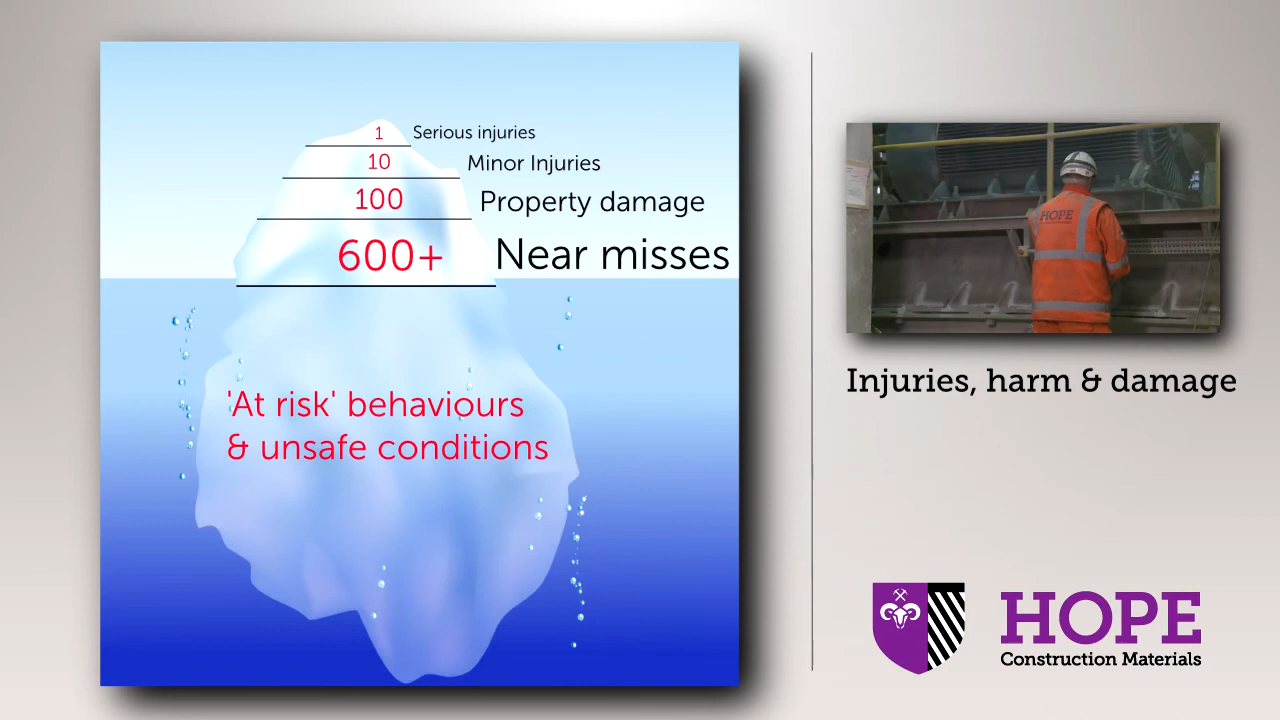 1 Serious injuries
10 Minor Injuries
100 Property damage
600+ Near misses
'At risk' behaviours
& unsafe conditions
HOPE
Injuries, harm & damage
HOPE
Construction Materials